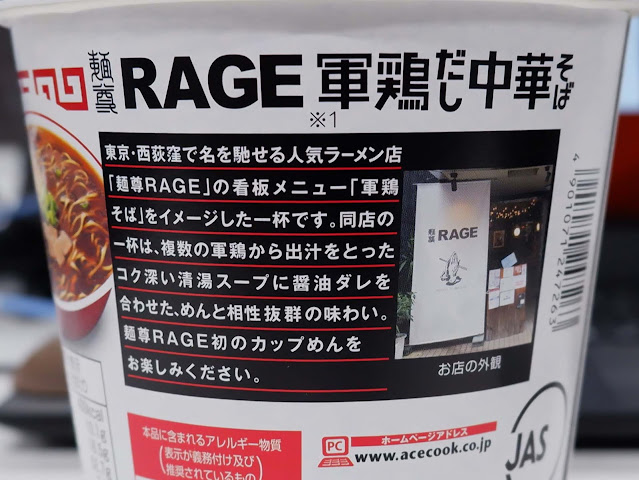 麺尊 RAGE 軍鶏だし中華そば
※1
東京・西荻窪で名を馳せる人気ラーメン店
「麺尊RAGE」の看板メニュー「軍鶏
そば」をイメージした一杯です。同店の
一杯は、複数の軍鶏から出汁をとった
コク深い清湯スープに醤油ダレを
合わせた、めんと相性抜群の味わい。
麺尊RAGE初のカップめんを
お楽しみください。
麺尊 RAGE
お店の外観
4901071247263
本品に含まれるアレルギー物質
(表示が義務付け及び
推奨されているもの
PC
ホームページアドレス
www.acecook.co.jp
JAS
kcal